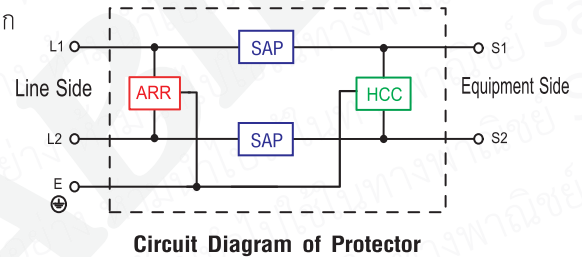 ก
L1
SAP
S1
Line Side
ARR
HCC
Equipment Side
L2
SAP
S2
E
Circuit Diagram of Protector